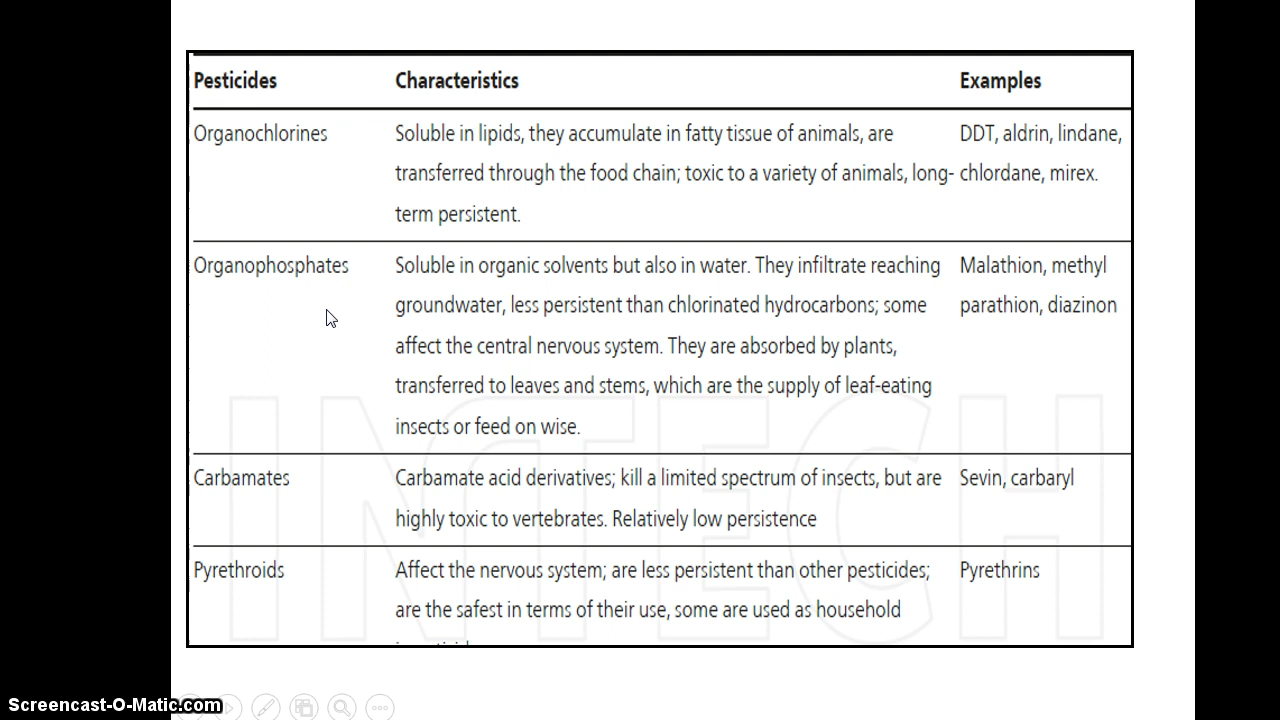 Pesticides Characteristics Examples
Organochlorines Soluble in lipids, they accumulate in fatty tissue of animals, are DDT, aldrin, lindane,
transferred through the food chain; toxic to a variety of animals, long- chlordane, mirex.
term persistent.
Organophosphates Soluble in organic solvents but also in water. They infiltrate reaching Malathion, methyl
groundwater, less persistent than chlorinated hydrocarbons; some parathion, diazinon
affect the central nervous system. They are absorbed by plants,
transferred to leaves and stems, which are the supply of leaf-eating
insects or feed on wise.
Carbamates Carbamate acid derivatives; kill a limited spectrum of insects, but are Sevin, carbaryl
highly toxic to vertebrates. Relatively low persistence
Pyrethroids Affect the nervous system; are less persistent than other pesticides; Pyrethrins
are the safest in terms of their use, some are used as household
INTECH
Screencast-O-Matic.com